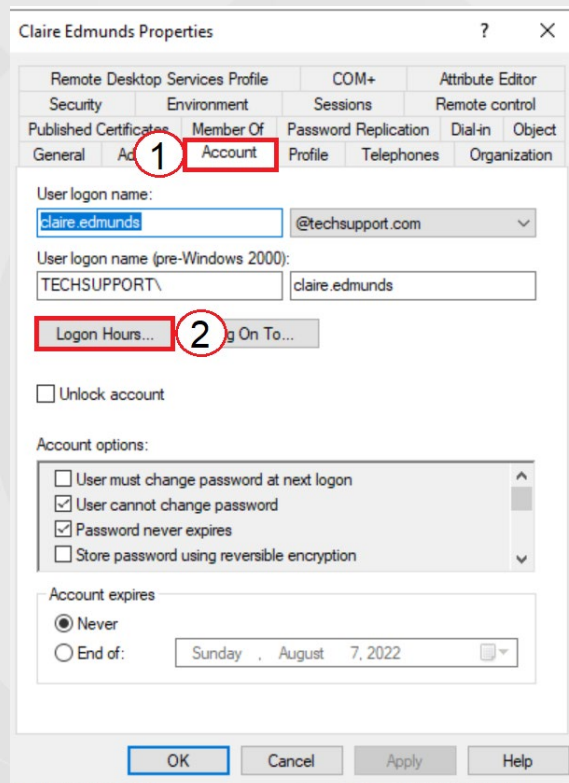 Claire Edmunds Properties ? ×
Remote Desktop Services Profile COM+ Attribute Editor
Security Environment Sessions Remote control
Published Certificates Member Of Password Replication Dial-in Object
General Ad 1 Account Profile Telephones Organization
User logon name:
claire.edmunds @techsupport.com
User logon name (pre-Windows 2000):
TECHSUPPORT\ claire.edmunds
Logon Hours... 2 g On To...
Unlock account
Account options:
User must change password at next logon
User cannot change password
Password never expires
Store password using reversible encryption
Account expires
Never
End of: Sunday , August 7, 2022
OK Cancel Apply Help